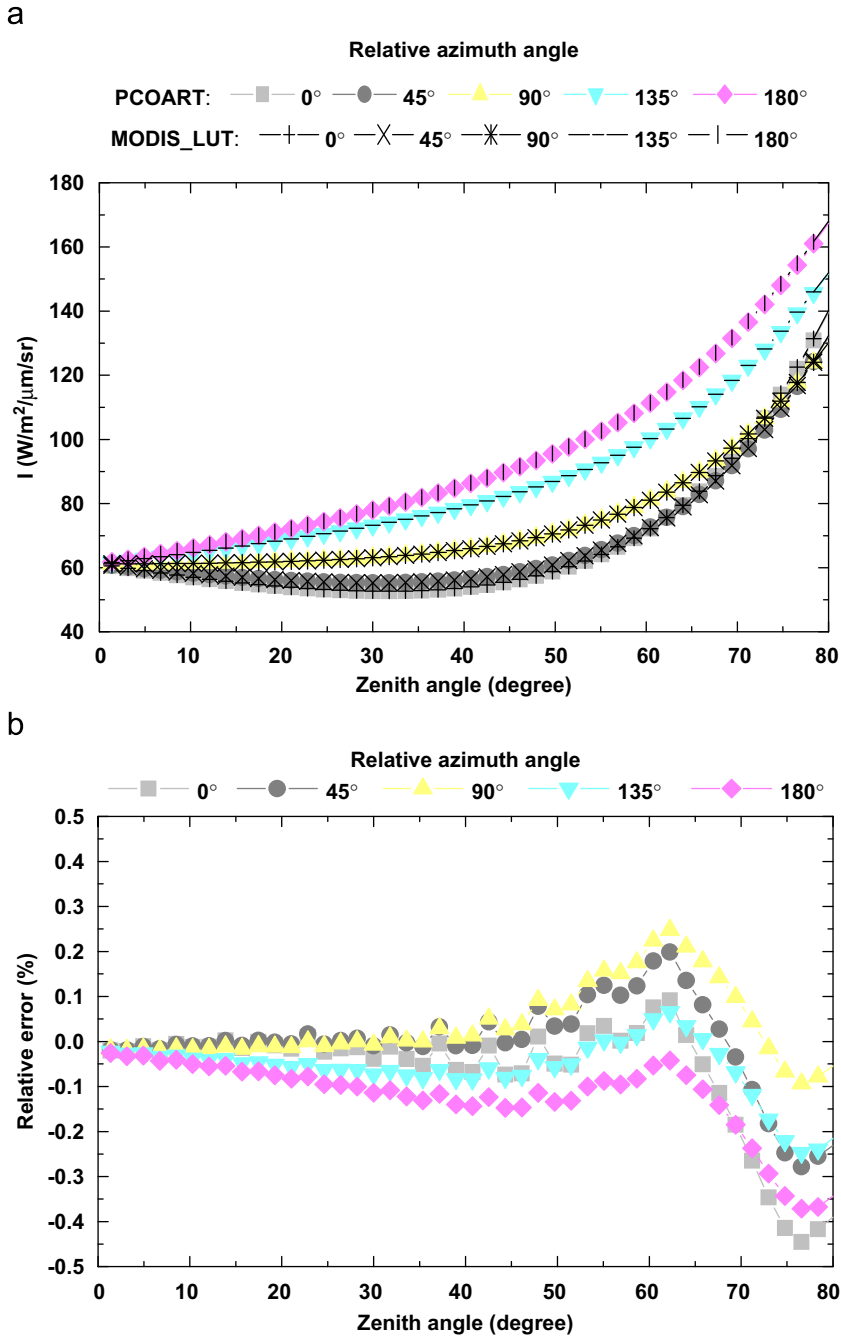 a
Relative azimuth angle
PCOART: 0° 45° 90° 135° 180°
MODIS_LUT: 0° 45° 90° 135° 180°
180
160
140
120
100
80
60
40
I (W/m²/μm/sr)
0 10 20 30 40 50 60 70 80
Zenith angle (degree)
b
Relative azimuth angle
0° 45° 90° 135° 180°
0.5
0.4
0.3
0.2
0.1
0.0
-0.1
-0.2
-0.3
-0.4
-0.5
Relative error (%)
0 10 20 30 40 50 60 70 80
Zenith angle (degree)